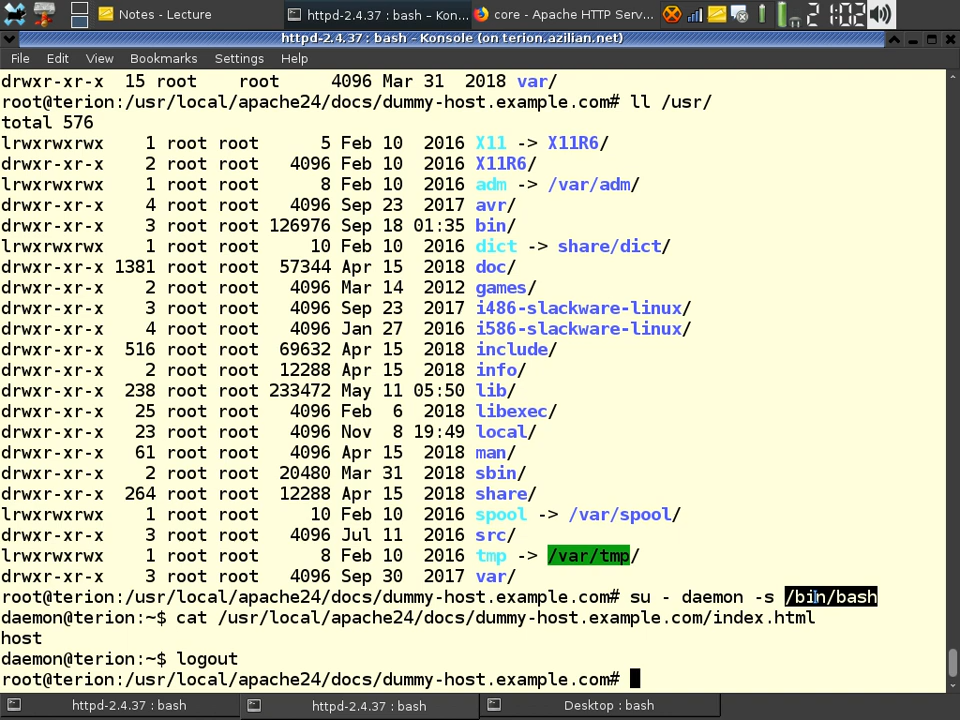 Notes - Lecture
httpd-2.4.37 : bash – Kon...
core - Apache HTTP Serv...
2 1:02
httpd-2.4.37 : bash - Konsole (on terion.azilian.net)
File Edit View Bookmarks Settings Help
drwxr-xr-x 15 root root 4096 Mar 31 2018 var/
root@terion:/usr/local/apache24/docs/dummy-host.example.com# ll /usr/
total 576
lrwxrwxrwx 1 root root 5 Feb 10 2016 X11 -> X11R6/
drwxr-xr-x 2 root root 4096 Feb 10 2016 X11R6/
lrwxrwxrwx 1 root root 8 Feb 10 2016 adm -> /var/adm/
drwxr-xr-x 4 root root 4096 Sep 23 2017 avr/
drwxr-xr-x 3 root root 126976 Sep 18 01:35 bin/
lrwxrwxrwx 1 root root 10 Feb 10 2016 dict -> share/dict/
drwxr-xr-x 1381 root root 57344 Apr 15 2018 doc/
drwxr-xr-x 2 root root 4096 Mar 14 2012 games/
drwxr-xr-x 3 root root 4096 Sep 23 2017 i486-slackware-linux/
drwxr-xr-x 4 root root 4096 Jan 27 2016 i586-slackware-linux/
drwxr-xr-x 516 root root 69632 Apr 15 2018 include/
drwxr-xr-x 2 root root 12288 Apr 15 2018 info/
drwxr-xr-x 238 root root 233472 May 11 05:50 lib/
drwxr-xr-x 25 root root 4096 Feb 6 2018 libexec/
drwxr-xr-x 23 root root 4096 Nov 8 19:49 local/
drwxr-xr-x 61 root root 4096 Apr 15 2018 man/
drwxr-xr-x 2 root root 20480 Mar 31 2018 sbin/
drwxr-xr-x 264 root root 12288 Apr 15 2018 share/
lrwxrwxrwx 1 root root 10 Feb 10 2016 spool -> /var/spool/
drwxr-xr-x 3 root root 4096 Jul 11 2016 src/
lrwxrwxrwx 1 root root 8 Feb 10 2016 tmp -> /var/tmp/
drwxr-xr-x 3 root root 4096 Sep 30 2017 var/
root@terion:/usr/local/apache24/docs/dummy-host.example.com# su - daemon -s /bin/bash
daemon@terion:~$ cat /usr/local/apache24/docs/dummy-host.example.com/index.html
host
daemon@terion:~$ logout
root@terion:/usr/local/apache24/docs/dummy-host.example.com#
httpd-2.4.37 : bash
httpd-2.4.37 : bash
Desktop : bash